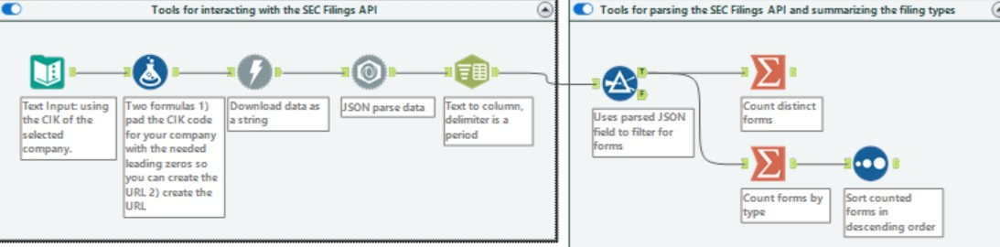 Tools for interacting with the SEC Filings API
Text Input: using
the CIK of the
selected
company.
Two formulas 1)
pad the CIK code
for your company
with the needed
leading zeros so
you can create the
URL 2) create the
URL
Download data as
a string
JSON parse data
Text to column,
delimiter is a
period
Tools for parsing the SEC Filings API and summarizing the filing types
T
F
Uses parsed JSON
field to filter for
forms
Count distinct
forms
Count forms by
type
Sort counted
forms in
descending order